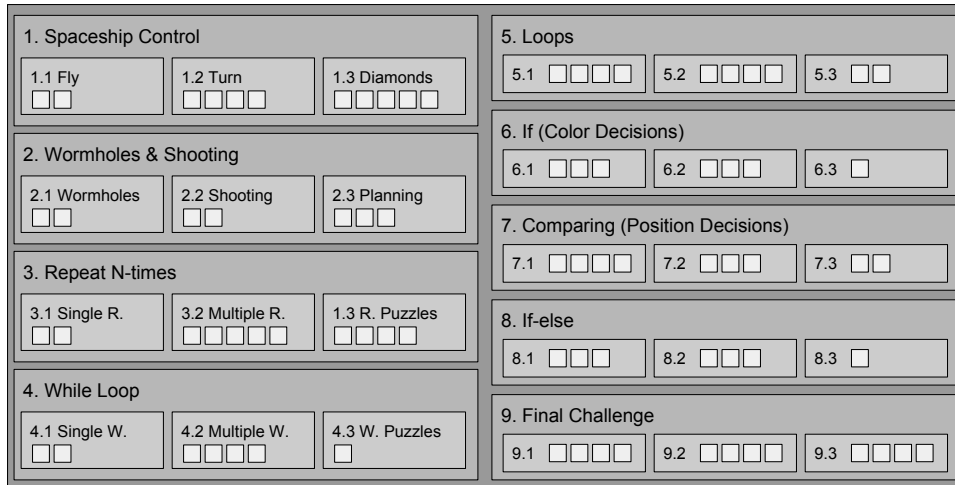 1. Spaceship Control
1.1 Fly
1.2 Turn
1.3 Diamonds
2. Wormholes & Shooting
2.1 Wormholes
2.2 Shooting
2.3 Planning
3. Repeat N-times
3.1 Single R.
3.2 Multiple R.
1.3 R. Puzzles
4. While Loop
4.1 Single W.
4.2 Multiple W.
4.3 W. Puzzles
5. Loops
5.1
5.2
5.3
6. If (Color Decisions)
6.1
6.2
6.3
7. Comparing (Position Decisions)
7.1
7.2
7.3
8. If-else
8.1
8.2
8.3
9. Final Challenge
9.1
9.2
9.3